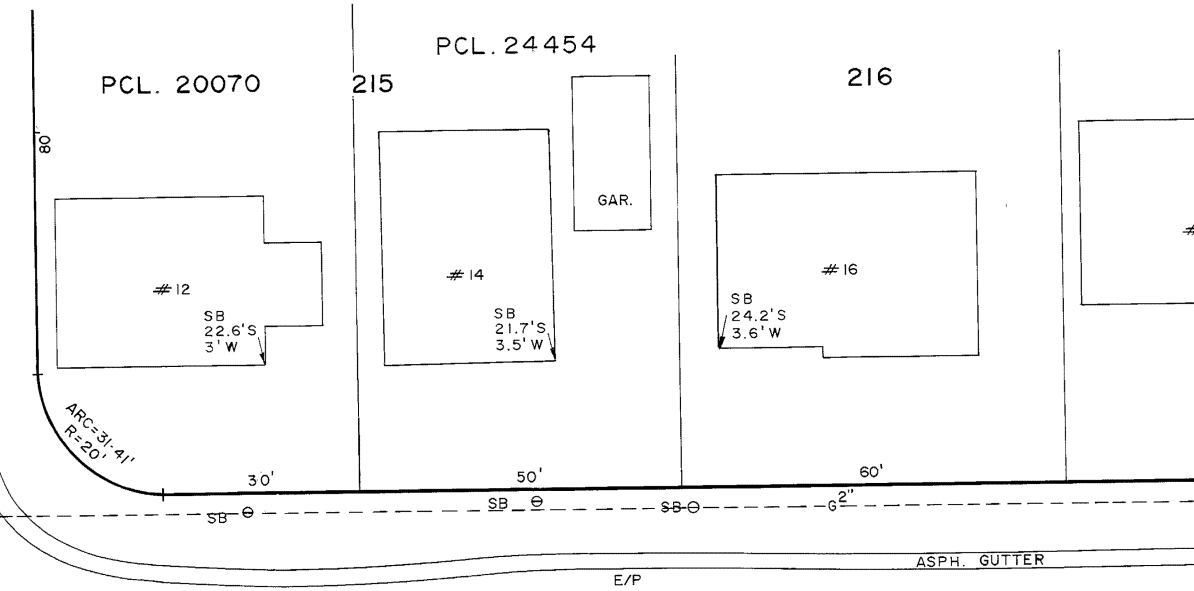 PCL. 24454
PCL. 20070
215
216
80'
GAR.
# 12
# 14
# 16
#
SB
22.6'S
3' W
SB
21.7'S
3.5' W
SB
24.2'S
3.6' W
ARC=31.41'
R=20'
30'
50'
60'
SB
SB
SB
G 2"
ASPH. GUTTER
E/P